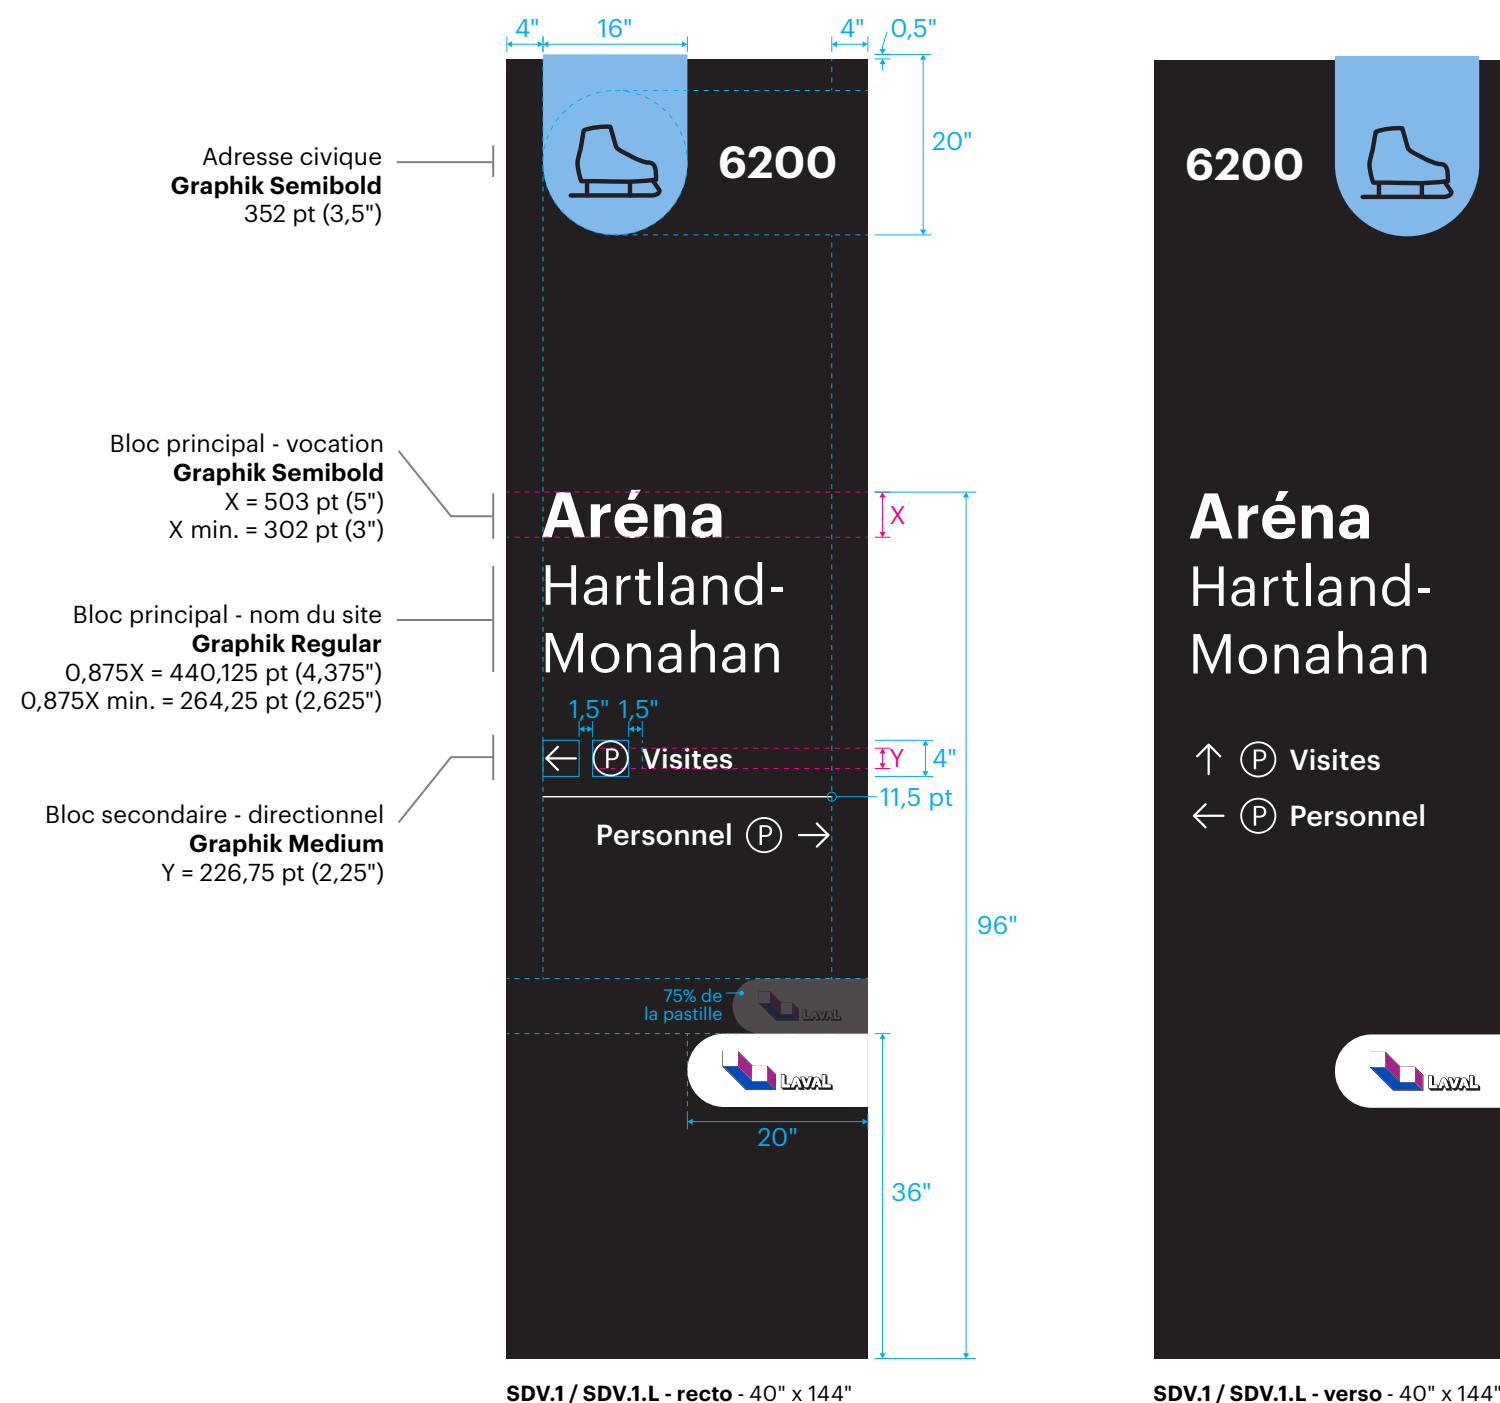 4" 16" 4" 0,5"
20"
Adresse civique
Graphik Semibold
352 pt (3,5")
6200
6200
Bloc principal - vocation
Graphik Semibold
X = 503 pt (5")
X min. = 302 pt (3")
Aréna
X
Aréna
Bloc principal - nom du site
Graphik Regular
0,875X = 440,125 pt (4,375")
0,875X min. = 264,25 pt (2,625")
Hartland-
Monahan
Hartland-
Monahan
1,5" 1,5"
P Visites
Y 4"
11,5 pt
Personnel P
P Visites
P Personnel
Bloc secondaire - directionnel
Graphik Medium
Y = 226,75 pt (2,25")
96"
75% de
la pastille
LAVAL
LAVAL
20"
36"
LAVAL
SDV.1 / SDV.1.L - recto - 40" x 144"
SDV.1 / SDV.1.L - verso - 40" x 144"